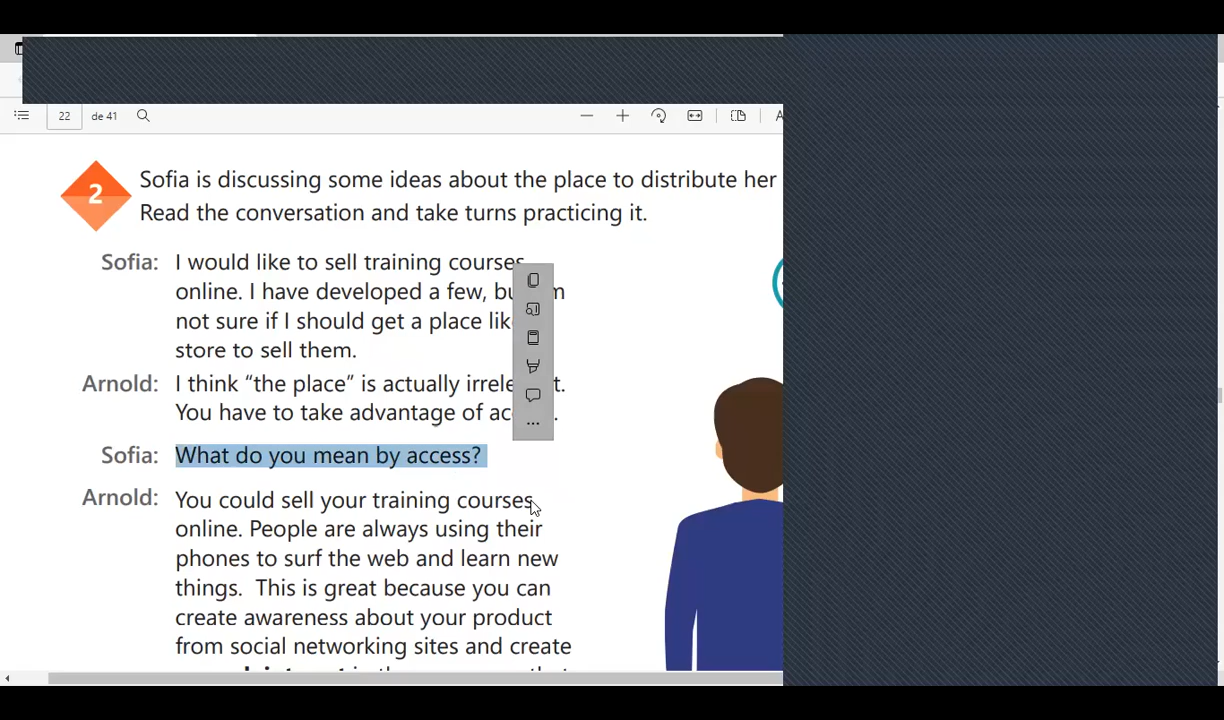 22 de 41
2 Sofia is discussing some ideas about the place to distribute her
Read the conversation and take turns practicing it.
Sofia: I would like to sell training courses
online. I have developed a few,
not sure if I should get a place
store to sell them.
Arnold: I think “the place” is actually
You have to take advantage of
Sofia: What do you mean by access?
Arnold: You could sell your training courses
online. People are always using their
phones to surf the web and learn new
things. This is great because you can
create awareness about your product
from social networking sites and create